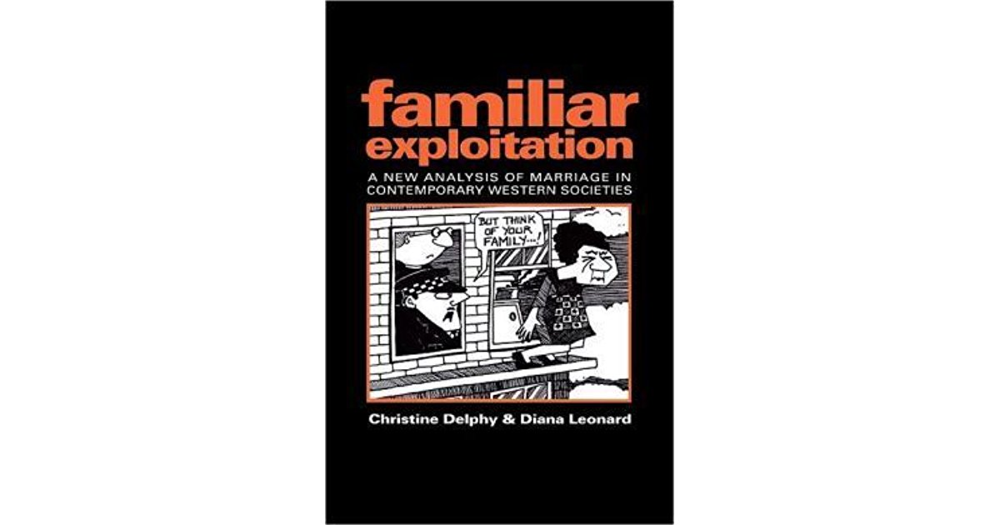 familiar
exploitation
A NEW ANALYSIS OF MARRIAGE IN
CONTEMPORARY WESTERN SOCIETIES
BUT THINK
OF YOUR
FAMILY...!
Christine Delphy & Diana Leonard